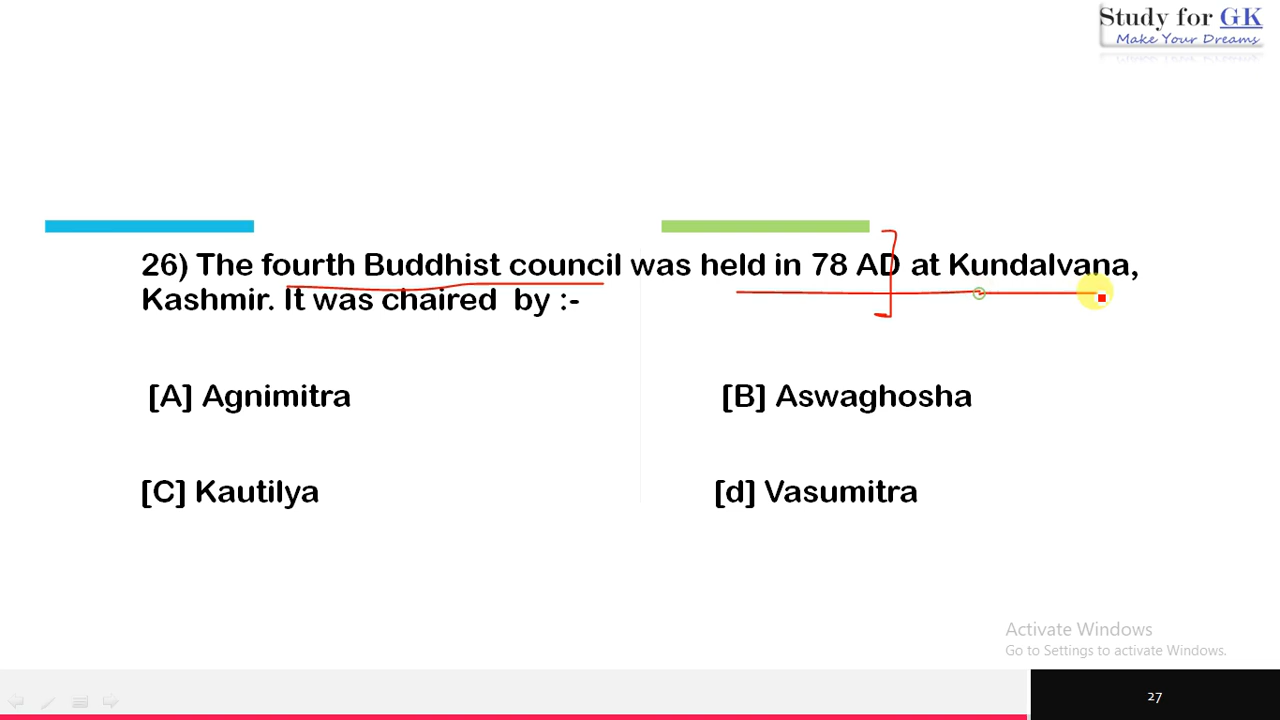 Study for GK
Make Your Dreams
26) The fourth Buddhist council was held in 78 AD at Kundalvana,
Kashmir. It was chaired by :-
[A] Agnimitra
[B] Aswaghosha
[C] Kautilya
[d] Vasumitra
Activate Windows
Go to Settings to activate Windows.
27